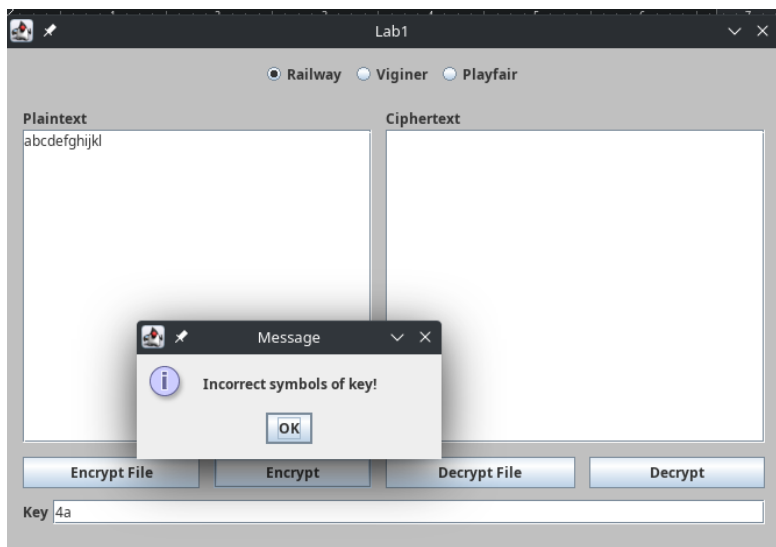 Lab1
Railway Viginer Playfair
Plaintext Ciphertext
abcdefghijkl
Message
Incorrect symbols of key!
OK
Encrypt File Encrypt Decrypt File Decrypt
Key 4a